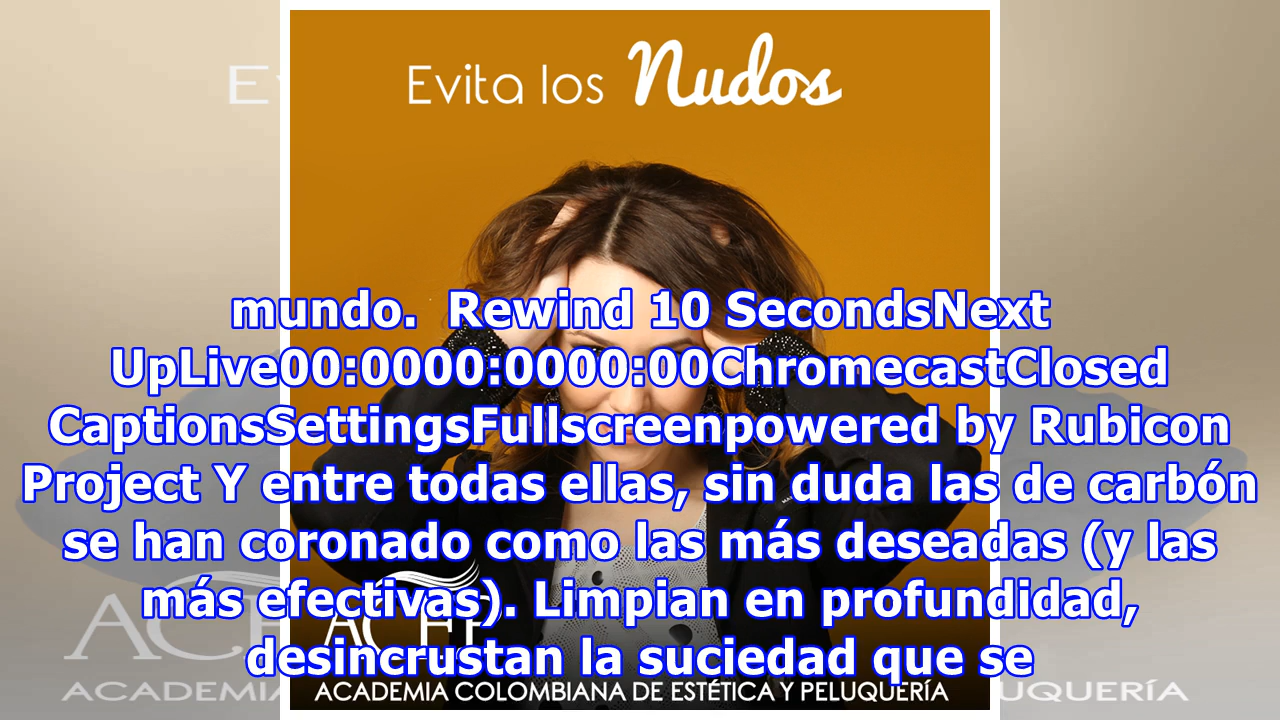 Evita los Nudos
mundo.  Rewind 10 SecondsNext
UpLive00:0000:0000:00ChromecastClosed
CaptionsSettingsFullscreenpowered by Rubicon
Project Y entre todas ellas, sin duda las de carbón
se han coronado como las más deseadas (y las
más efectivas). Limpian en profundidad,
desincrustan la suciedad que se
ACEP
ACADEMIA COLOMBIANA DE ESTÉTICA Y PELUQUERÍA